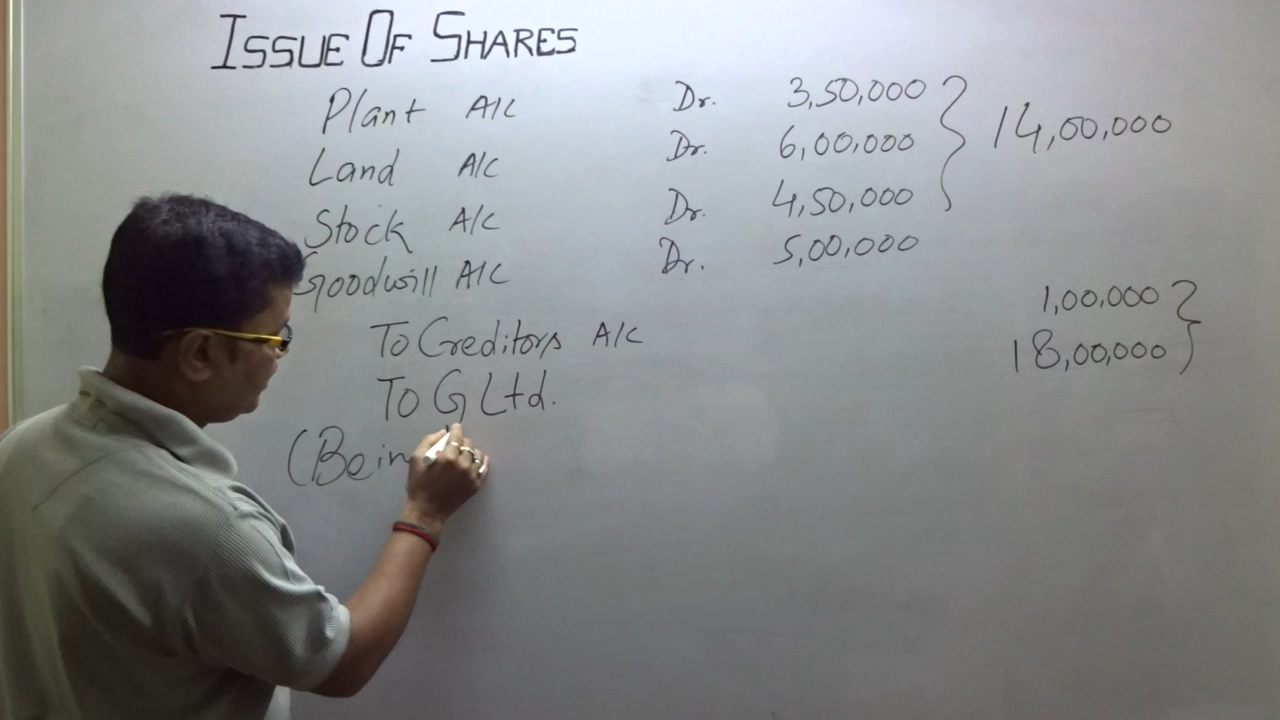 ISSUE OF SHARES
Plant A/C Dr. 3,50,000 } 14,00,000
Land A/C Dr. 6,00,000
Stock A/C Dr. 4,50,000
Goodwill A/C Dr. 5,00,000
To Creditors A/C 1,00,000 }
To G Ltd. 18,00,000
(Bein